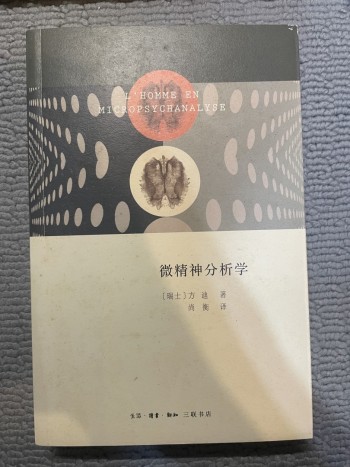 L'HOMME EN
MICROPSYCHANALYSE
微精神分析学
〔瑞士〕方迪 著
尚衡 译
生活·讀書·新知 三联书店